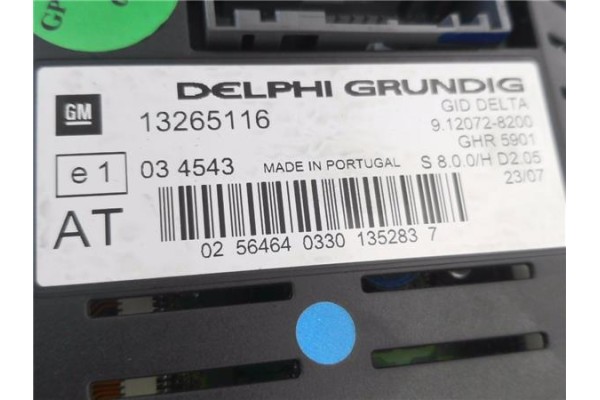 GP
DELPHI GRUNDIG
GM
13265116
GID DELTA
9.12072-8200
GHR 5901
e 1
03 4543
MADE IN PORTUGAL
S 8.0.0/H D2.05
23/07
AT
02 56464 0330 135283 7